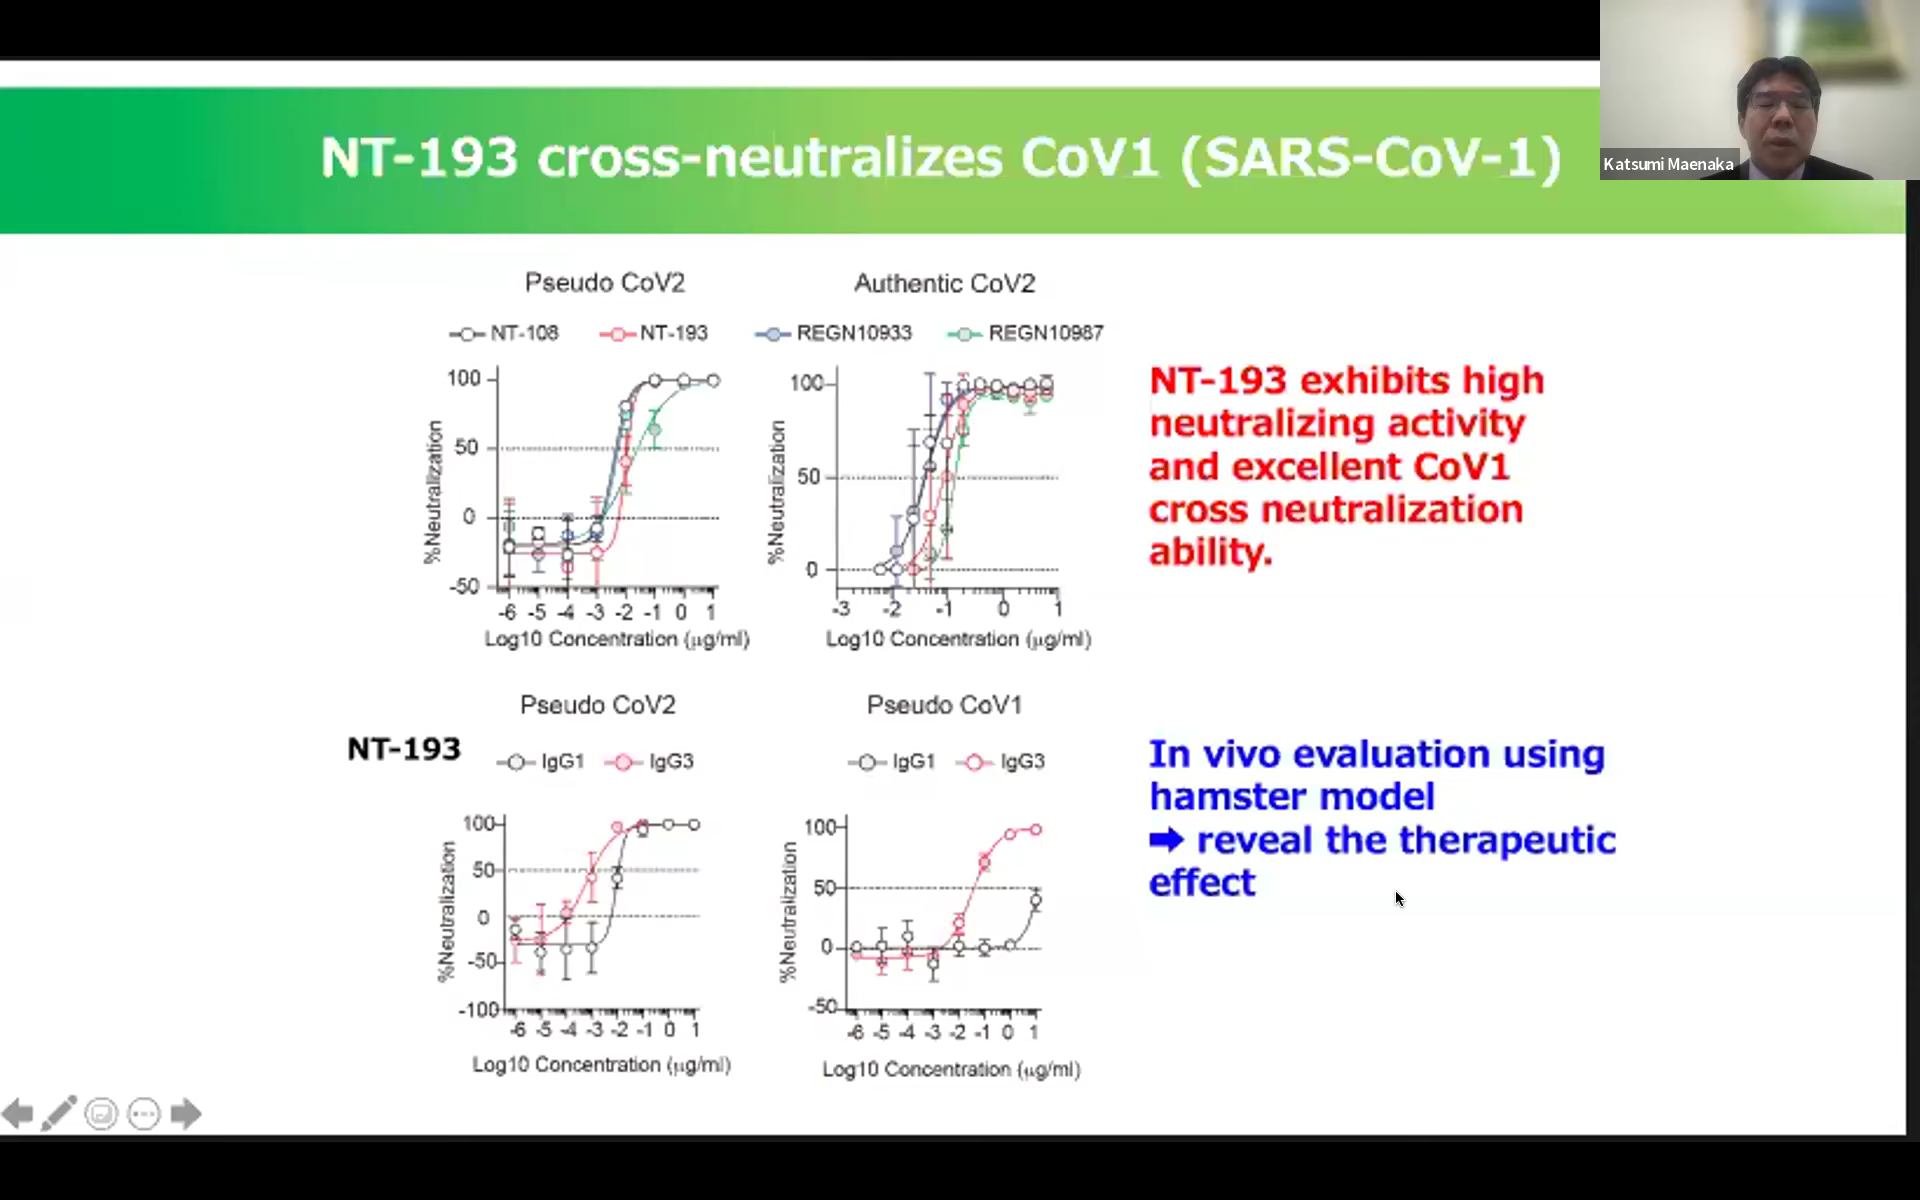 NT-193 cross-neutralizes CoV1 (SARS-CoV-1)
Katsumi Maenaka
Pseudo CoV2
Authentic CoV2
NT-108
NT-193
REGN10933
REGN10987
%Neutralization
100
50
0
-50
-6 -5 -4 -3 -2 -1 0 1
Log10 Concentration (µg/ml)
%Neutralization
100
50
0
-3 -2 -1 0 1
Log10 Concentration (µg/ml)
NT-193 exhibits high
neutralizing activity
and excellent CoV1
cross neutralization
ability.
NT-193
Pseudo CoV2
IgG1 IgG3
%Neutralization
100
50
0
-50
-100
-6 -5 -4 -3 -2 -1 0 1
Log10 Concentration (µg/ml)
Pseudo CoV1
IgG1 IgG3
%Neutralization
100
50
0
-50
-6 -5 -4 -3 -2 -1 0 1
Log10 Concentration (µg/ml)
In vivo evaluation using
hamster model
➡ reveal the therapeutic
effect